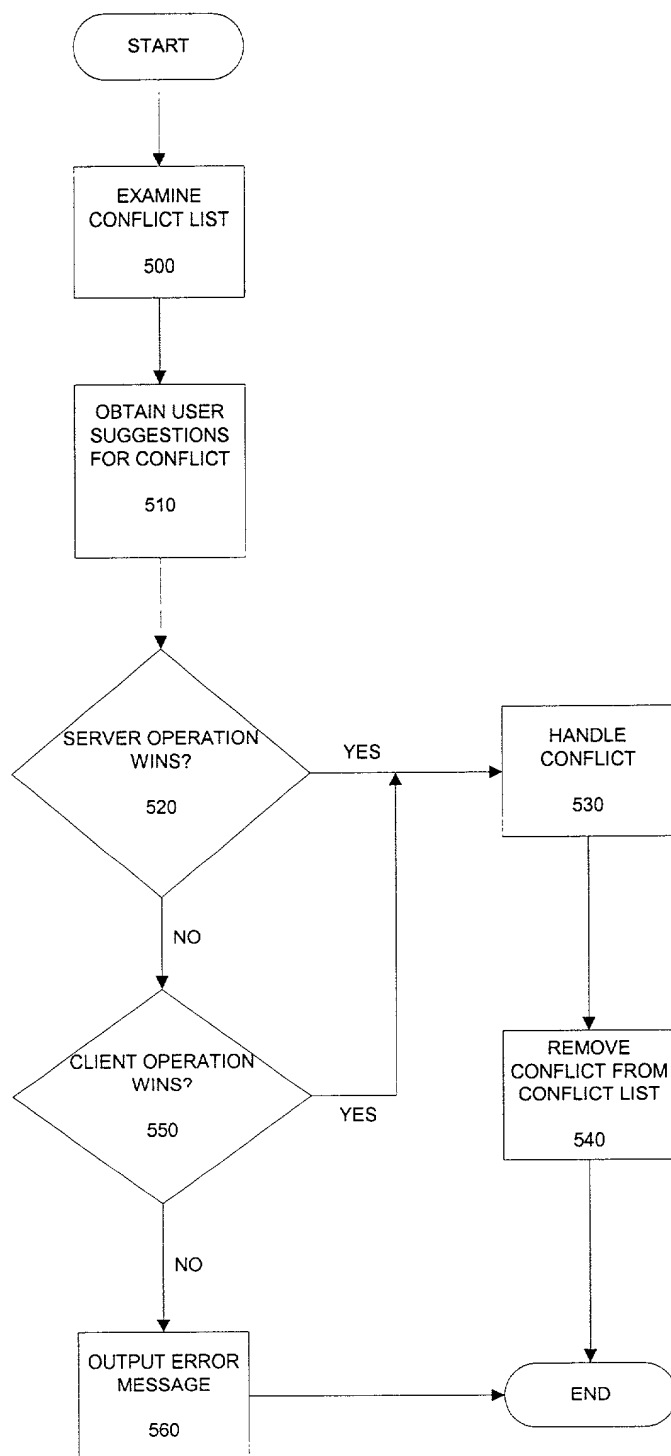 START
EXAMINE
CONFLICT LIST
500
OBTAIN USER
SUGGESTIONS
FOR CONFLICT
510
SERVER OPERATION
WINS?
520
YES
HANDLE
CONFLICT
530
NO
CLIENT OPERATION
WINS?
550
YES
REMOVE
CONFLICT FROM
CONFLICT LIST
540
NO
OUTPUT ERROR
MESSAGE
560
END